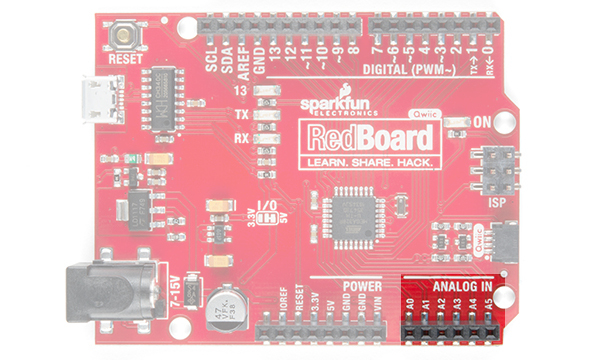 RESET
SCL
SDA
AREF
GND
13
12
~11
~10
~9
8
7
~6
~5
4
~3
2
TX→1
RX←0
DIGITAL (PWM~)
13
TX
RX
sparkfun
ELECTRONICS
Qwiic
ON
RedBoard
LEARN. SHARE. HACK.
ISP
I/O
3.3V
5V
Qwiic
7-15V
47
POWER
ANALOG IN
IOREF
RESET
3.3V
5V
GND
GND
VIN
A0
A1
A2
A3
A4
A5